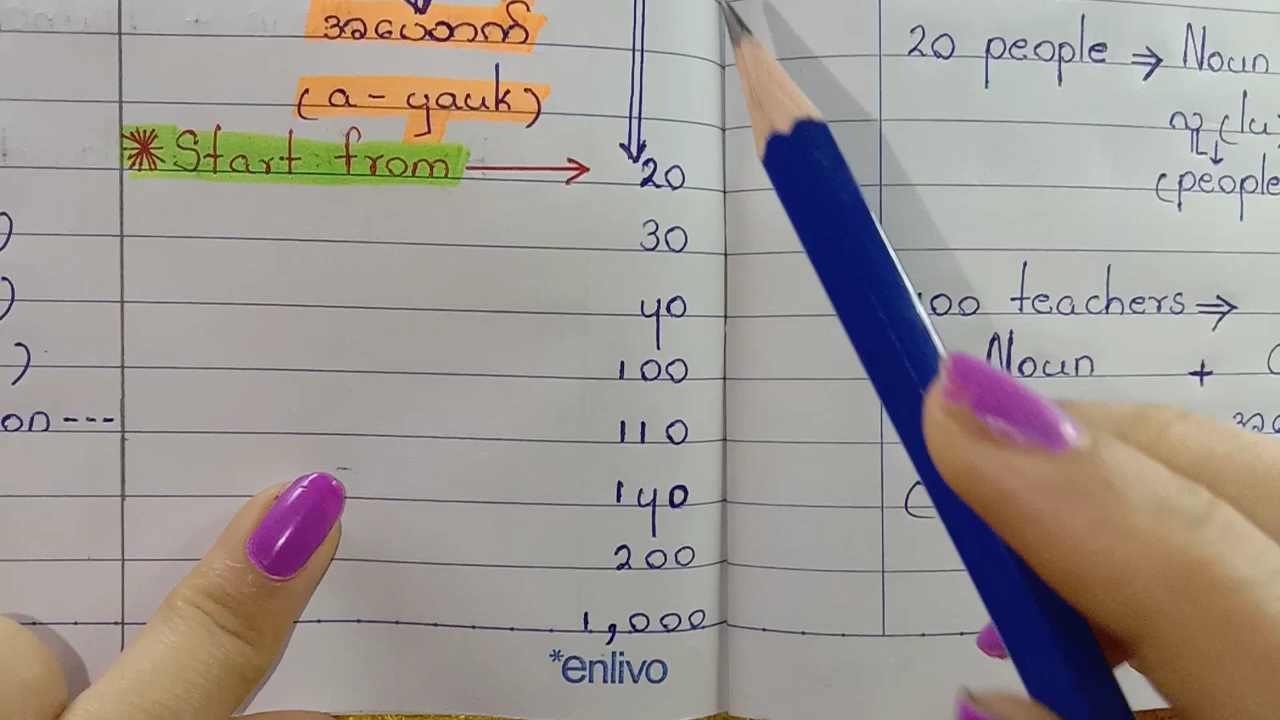 အယောက်
(a - yauk)
* Start from → 20
30
40
100
110
140
200
1,000
*enlivo
20 people ⇒ Noun
(people
100 teachers ⇒
Noun +